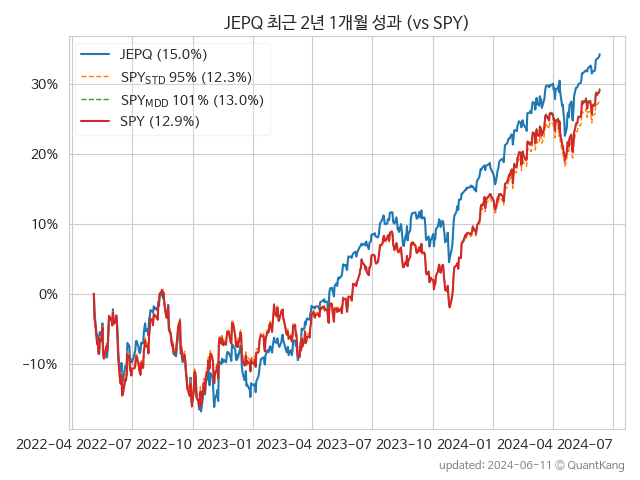 JEPQ 최근 2년 1개월 성과 (vs SPY)
JEPQ (15.0%)
SPY_STD 95% (12.3%)
SPY_MDD 101% (13.0%)
SPY (12.9%)
30%
20%
10%
0%
−10%
2022-04 2022-07 2022-10 2023-01 2023-04 2023-07 2023-10 2024-01 2024-04 2024-07
updated: 2024-06-11 © QuantKang